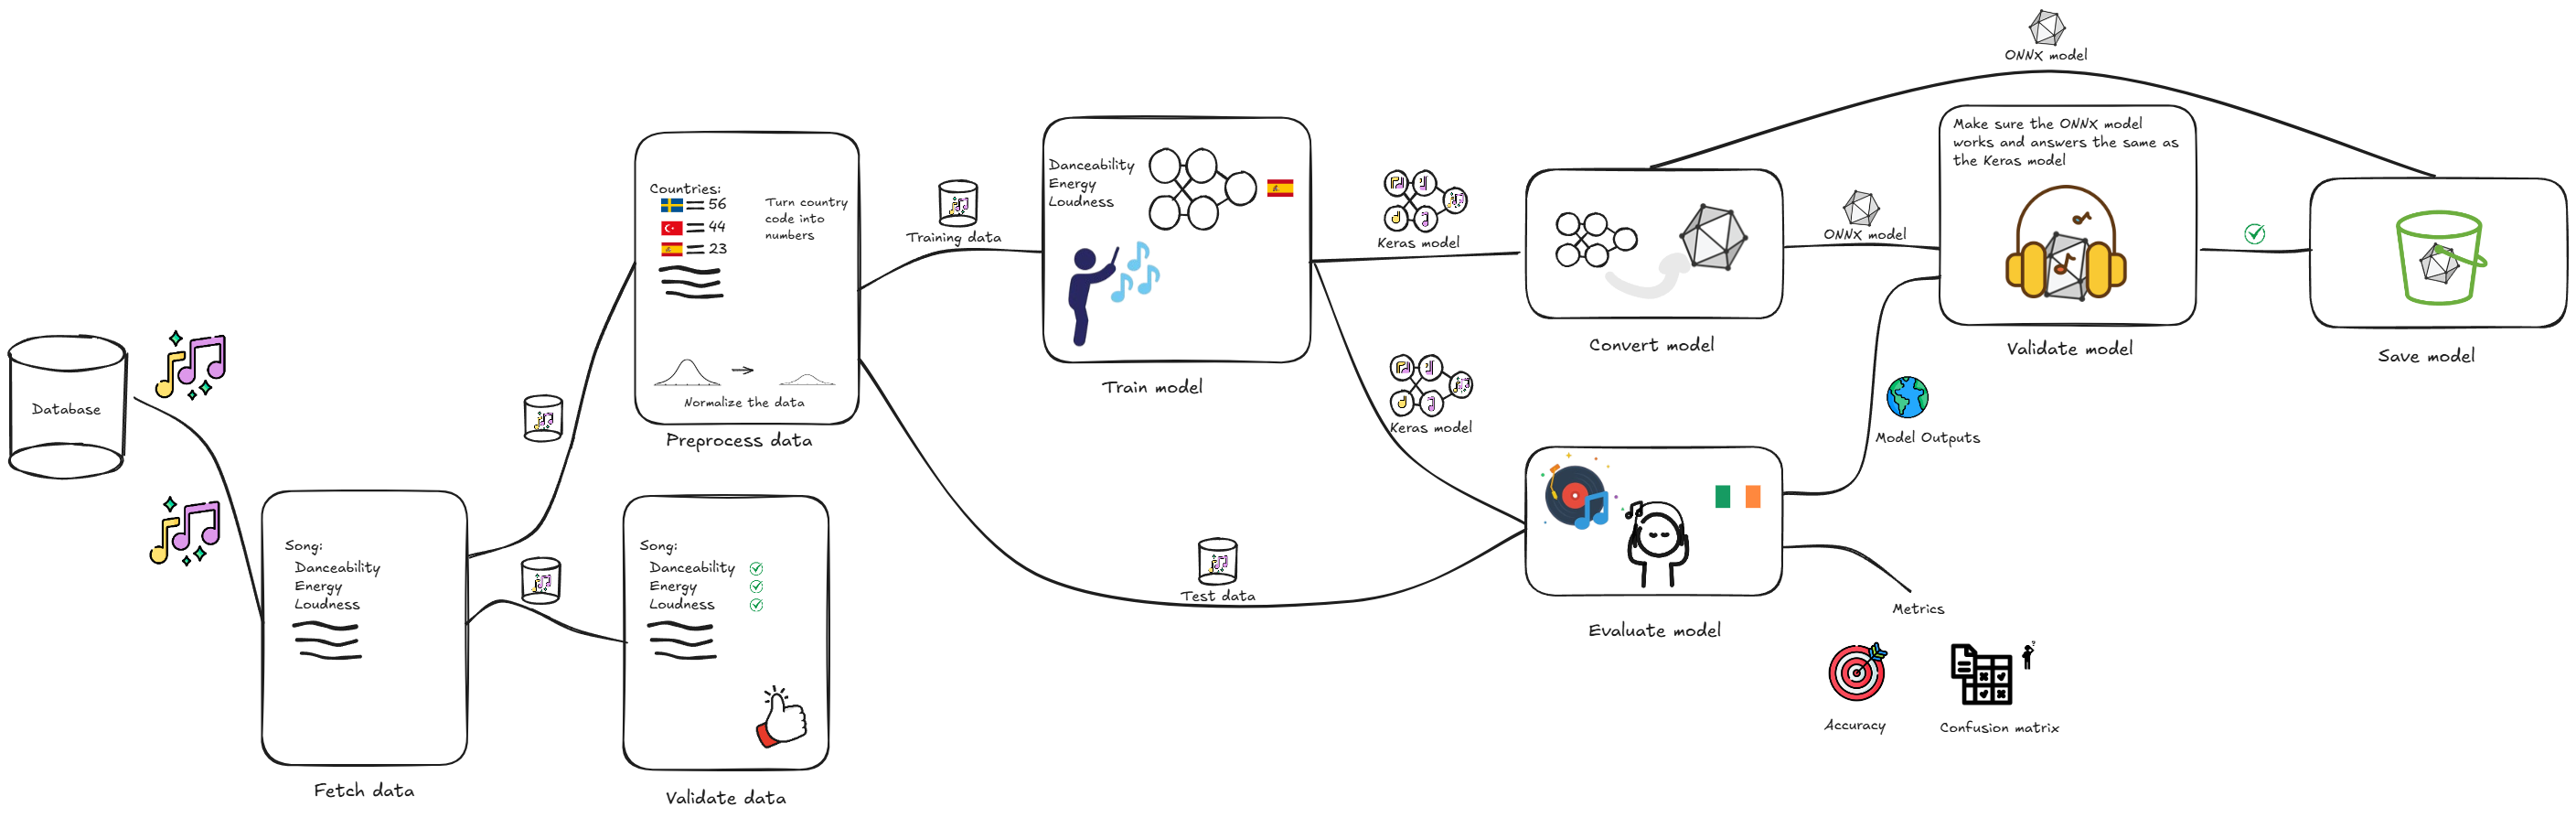 Database
Song:
Danceability
Energy
Loudness
Fetch data
Song:
Danceability
Energy
Loudness
Validate data
Countries:
= 56
= 44
= 23
Turn country
code into
numbers
Normalize the data
Preprocess data
Training data
Test data
Danceability
Energy
Loudness
Train model
Keras model
Keras model
Convert model
Evaluate model
ONNX model
ONNX model
Make sure the ONNX model
works and answers the same as
the Keras model
Validate model
Model Outputs
Metrics
Accuracy
Confusion matrix
Save model